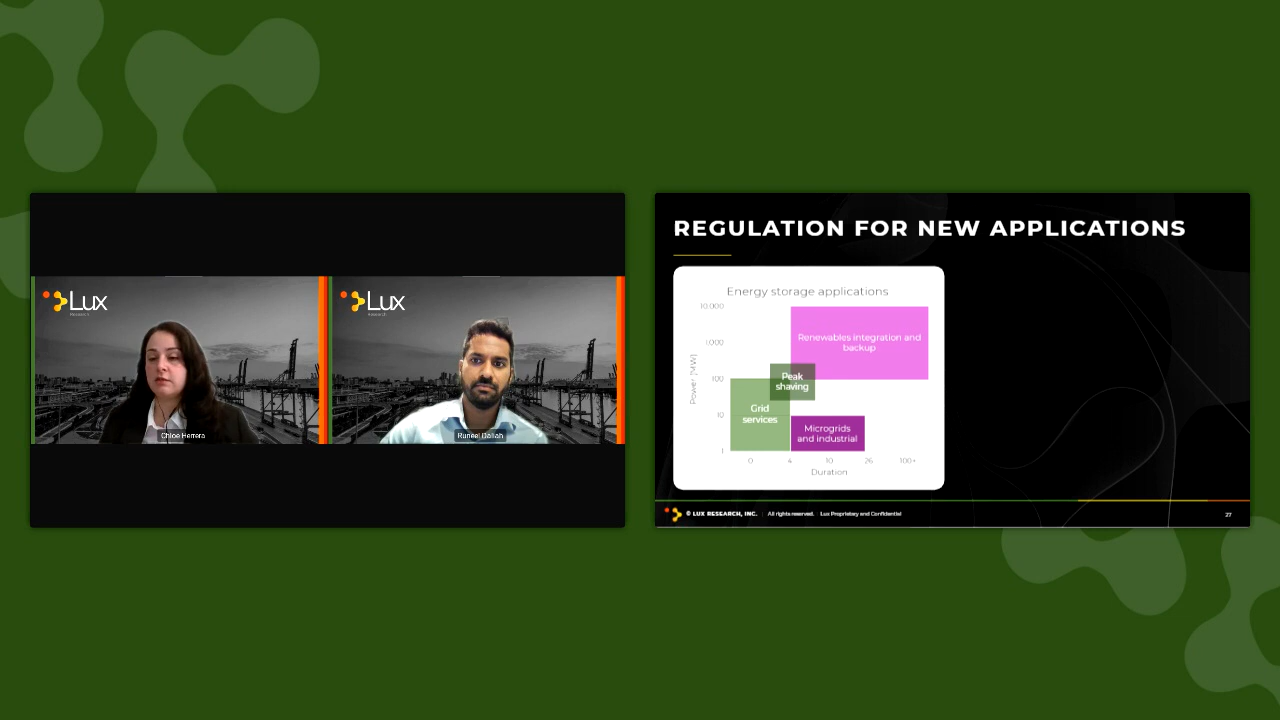 Lux
Research
Lux
Research
Chloe Herrera
Runeel Daliah
REGULATION FOR NEW APPLICATIONS
Energy storage applications
10,000
1,000
100
10
1
Power (MW)
Renewables integration and
backup
Peak
shaving
Grid
services
Microgrids
and industrial
0
4
10
26
100+
Duration
© LUX RESEARCH, INC. | All rights reserved. Lux Proprietary and Confidential
27